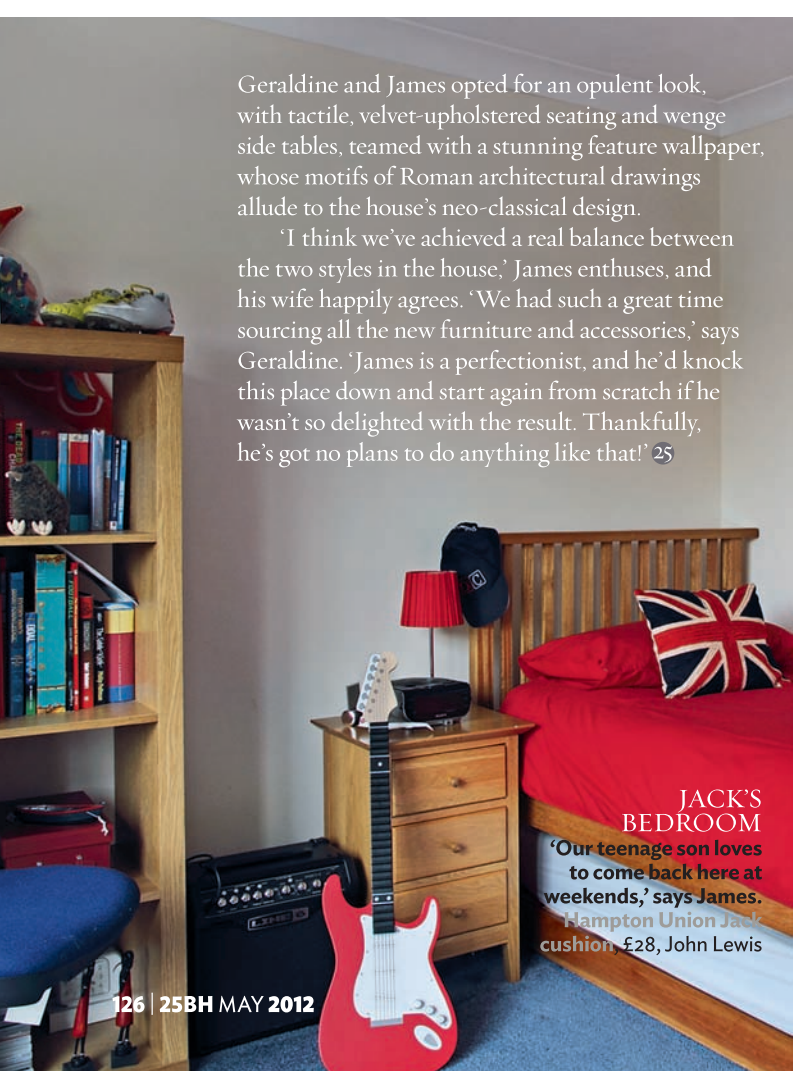 Geraldine and James opted for an opulent look,
with tactile, velvet-upholstered seating and wenge
side tables, teamed with a stunning feature wallpaper,
whose motifs of Roman architectural drawings
allude to the house’s neo-classical design.
‘I think we’ve achieved a real balance between
the two styles in the house,’ James enthuses, and
his wife happily agrees. ‘We had such a great time
sourcing all the new furniture and accessories,’ says
Geraldine. ‘James is a perfectionist, and he’d knock
this place down and start again from scratch if he
wasn’t so delighted with the result. Thankfully,
he’s got no plans to do anything like that!’ 25
JACK’S
BEDROOM
‘Our teenage son loves
to come back here at
weekends,’ says James.
Hampton Union Jack
cushion, £28, John Lewis
LINE 6
126 | 25BH MAY 2012